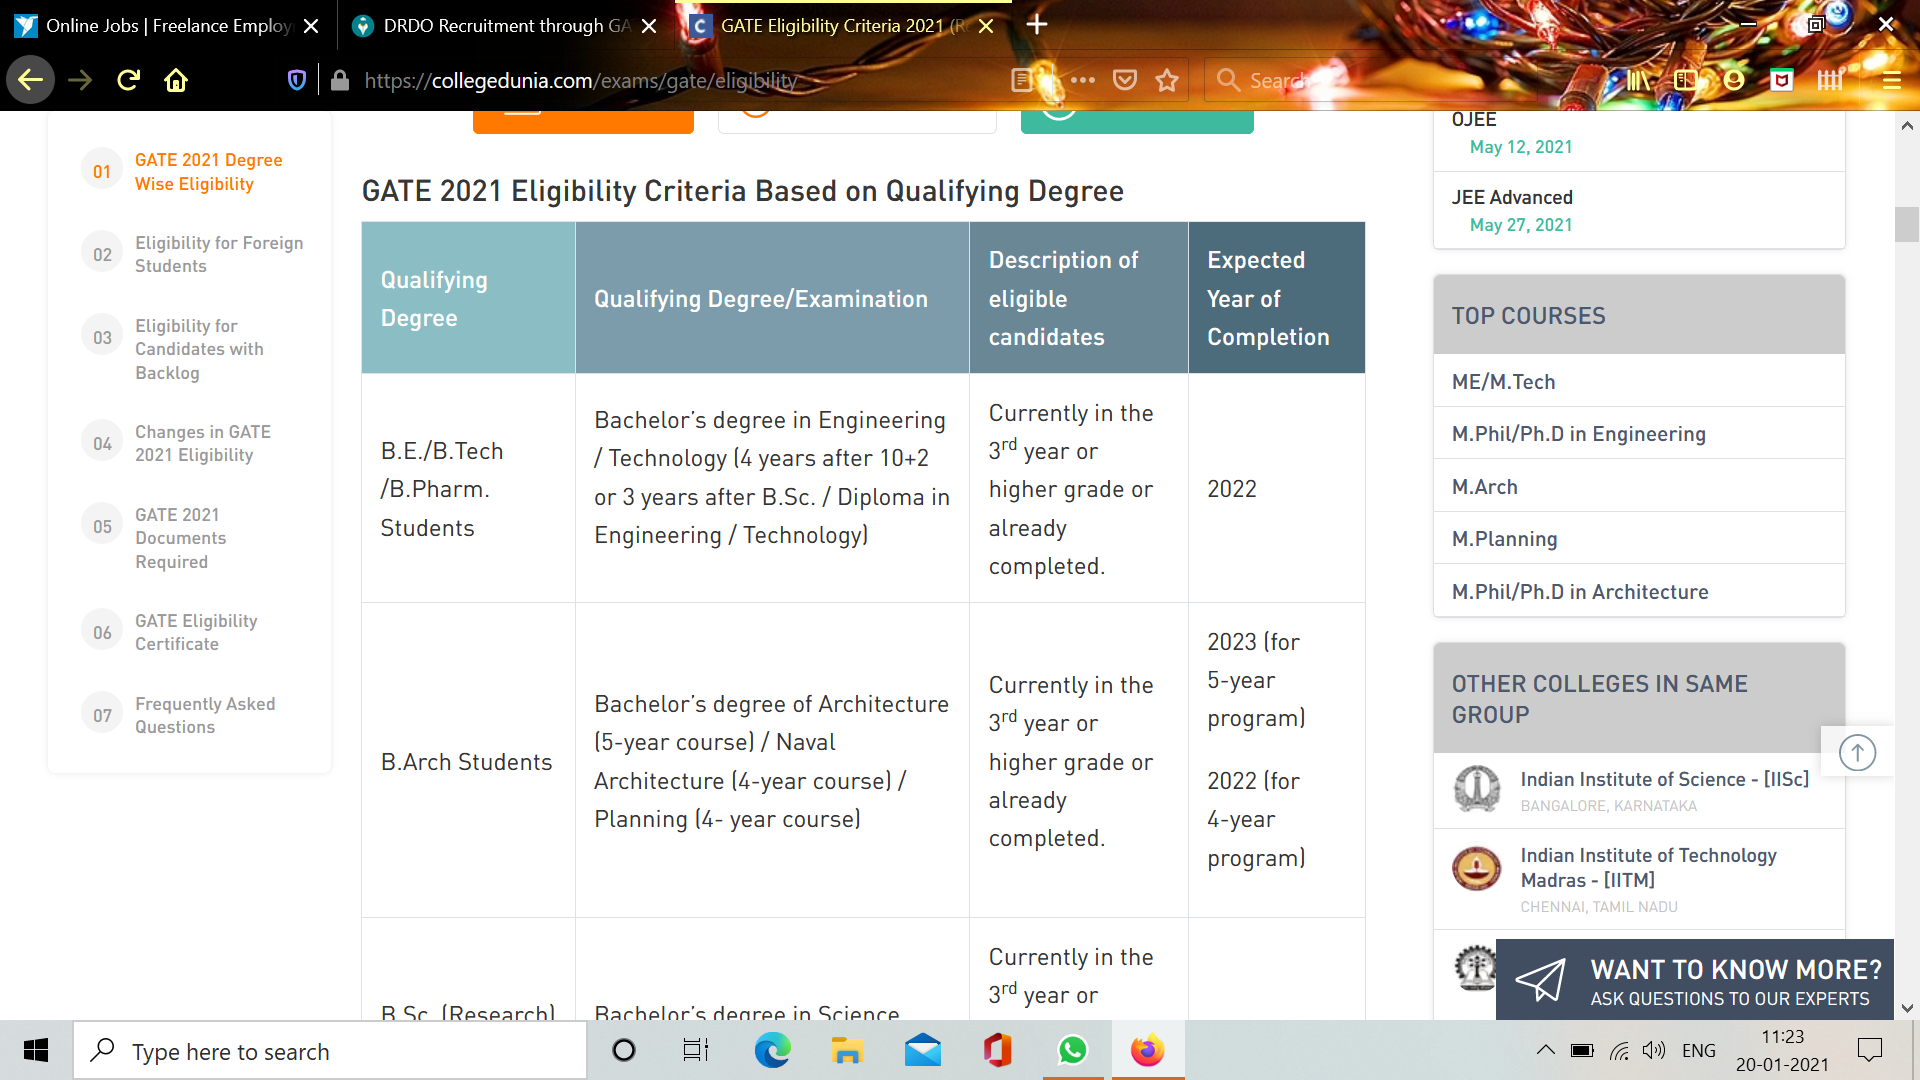 Online Jobs | Freelance Employ
DRDO Recruitment through GA
GATE Eligibility Criteria 2021 (R
https://collegedunia.com/exams/gate/eligibility
Search
01
GATE 2021 Degree
Wise Eligibility
02
Eligibility for Foreign
Students
03
Eligibility for
Candidates with
Backlog
04
Changes in GATE
2021 Eligibility
05
GATE 2021
Documents
Required
06
GATE Eligibility
Certificate
07
Frequently Asked
Questions
GATE 2021 Eligibility Criteria Based on Qualifying Degree
Qualifying
Degree
Qualifying Degree/Examination
Description of
eligible
candidates
Expected
Year of
Completion
B.E./B.Tech
/B.Pharm.
Students
Bachelor’s degree in Engineering
/ Technology (4 years after 10+2
or 3 years after B.Sc. / Diploma in
Engineering / Technology)
Currently in the
3rd year or
higher grade or
already
completed.
2022
B.Arch Students
Bachelor’s degree of Architecture
(5-year course) / Naval
Architecture (4-year course) /
Planning (4- year course)
Currently in the
3rd year or
higher grade or
already
completed.
2023 (for
5-year
program)
2022 (for
4-year
program)
B.Sc. (Research)
Bachelor’s degree in Science
Currently in the
3rd year or
OJEE
May 12, 2021
JEE Advanced
May 27, 2021
TOP COURSES
ME/M.Tech
M.Phil/Ph.D in Engineering
M.Arch
M.Planning
M.Phil/Ph.D in Architecture
OTHER COLLEGES IN SAME
GROUP
Indian Institute of Science - [IISc]
BANGALORE, KARNATAKA
Indian Institute of Technology
Madras - [IITM]
CHENNAI, TAMIL NADU
WANT TO KNOW MORE?
ASK QUESTIONS TO OUR EXPERTS
Type here to search
ENG
11:23
20-01-2021